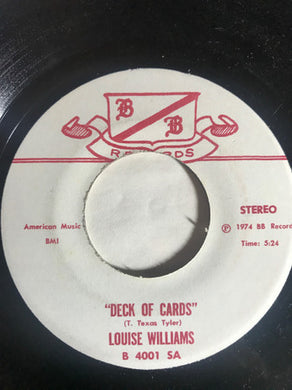 B
B
RECORDS
American Music
BMI
STEREO
℗ 1974 BB Records
Time: 5:24
"DECK OF CARDS"
(T. Texas Tyler)
LOUISE WILLIAMS
B 4001 SA